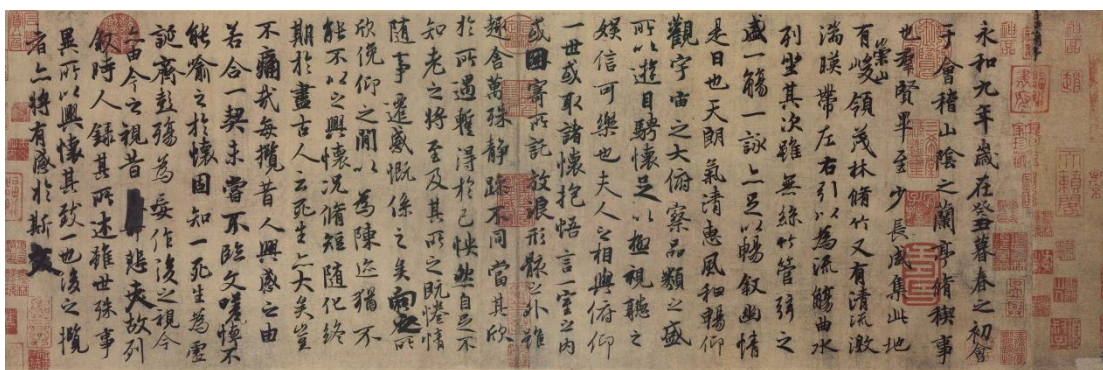 永和九年歲在癸丑暮春之初會
于會稽山陰之蘭亭脩稧事
也羣賢畢至少長咸集此地
有崇山峻領茂林脩竹又有清流激
湍暎帶左右引以為流觴曲水
列坐其次雖無絲竹管弦之
盛一觴一詠亦足以暢叙幽情
是日也天朗氣清惠風和暢仰
觀宇宙之大俯察品類之盛
所以遊目騁懷足以極視聽之
娛信可樂也夫人之相與俯仰
一世或取諸懷抱悟言一室之內
或因寄所託放浪形骸之外雖
趣舍萬殊静躁不同當其欣
於所遇暫得於己怏然自足不
知老之將至及其所之既惓情
隨事遷感慨係之矣向之所
欣俛仰之閒以為陳迹猶不
能不以之興懷況脩短隨化終
期於盡古人云死生亦大矣豈
不痛哉每攬昔人興感之由
若合一契未嘗不臨文嗟悼不
能喻之於懷固知一死生為虛
誕齊彭殤為妄作後之視今
亦由今之視昔悲夫故列
叙時人錄其所述雖世殊事
異所以興懷其致一也後之攬
者亦將有感於斯文